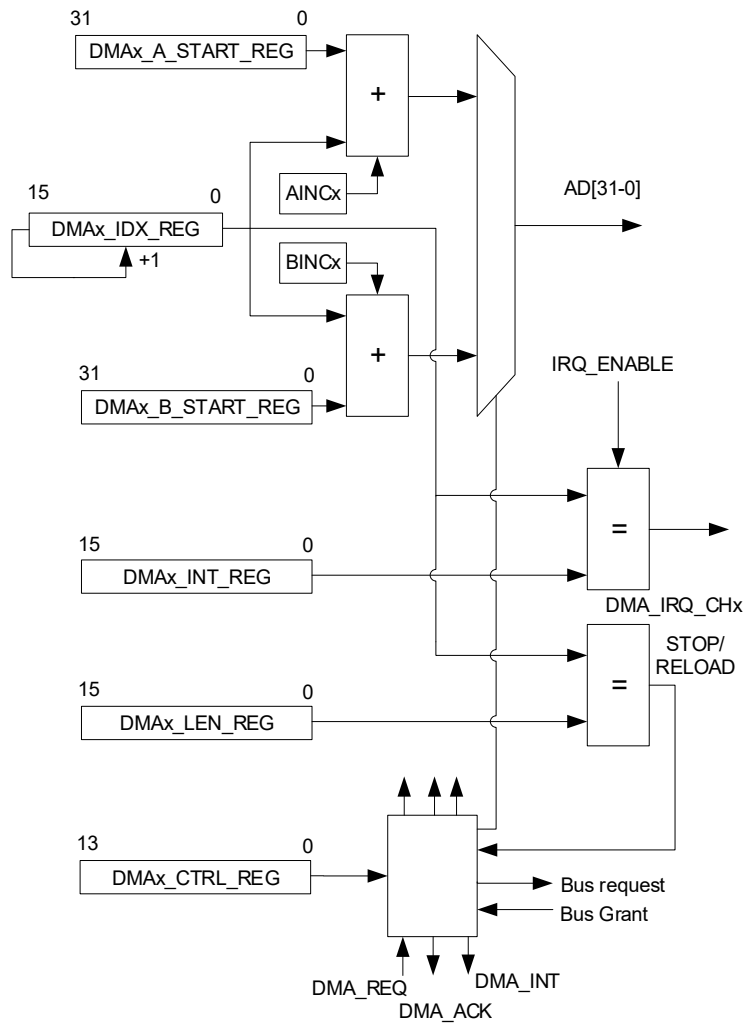 31 0
DMAx_A_START_REG
+
AINCx
AD[31-0]
15 0
DMAx_IDX_REG
+1
BINCx
+
31 0
DMAx_B_START_REG
IRQ_ENABLE
=
15 0
DMAx_INT_REG
DMA_IRQ_CHx
STOP/
RELOAD
=
15 0
DMAx_LEN_REG
13 0
DMAx_CTRL_REG
Bus request
Bus Grant
DMA_REQ
DMA_INT
DMA_ACK